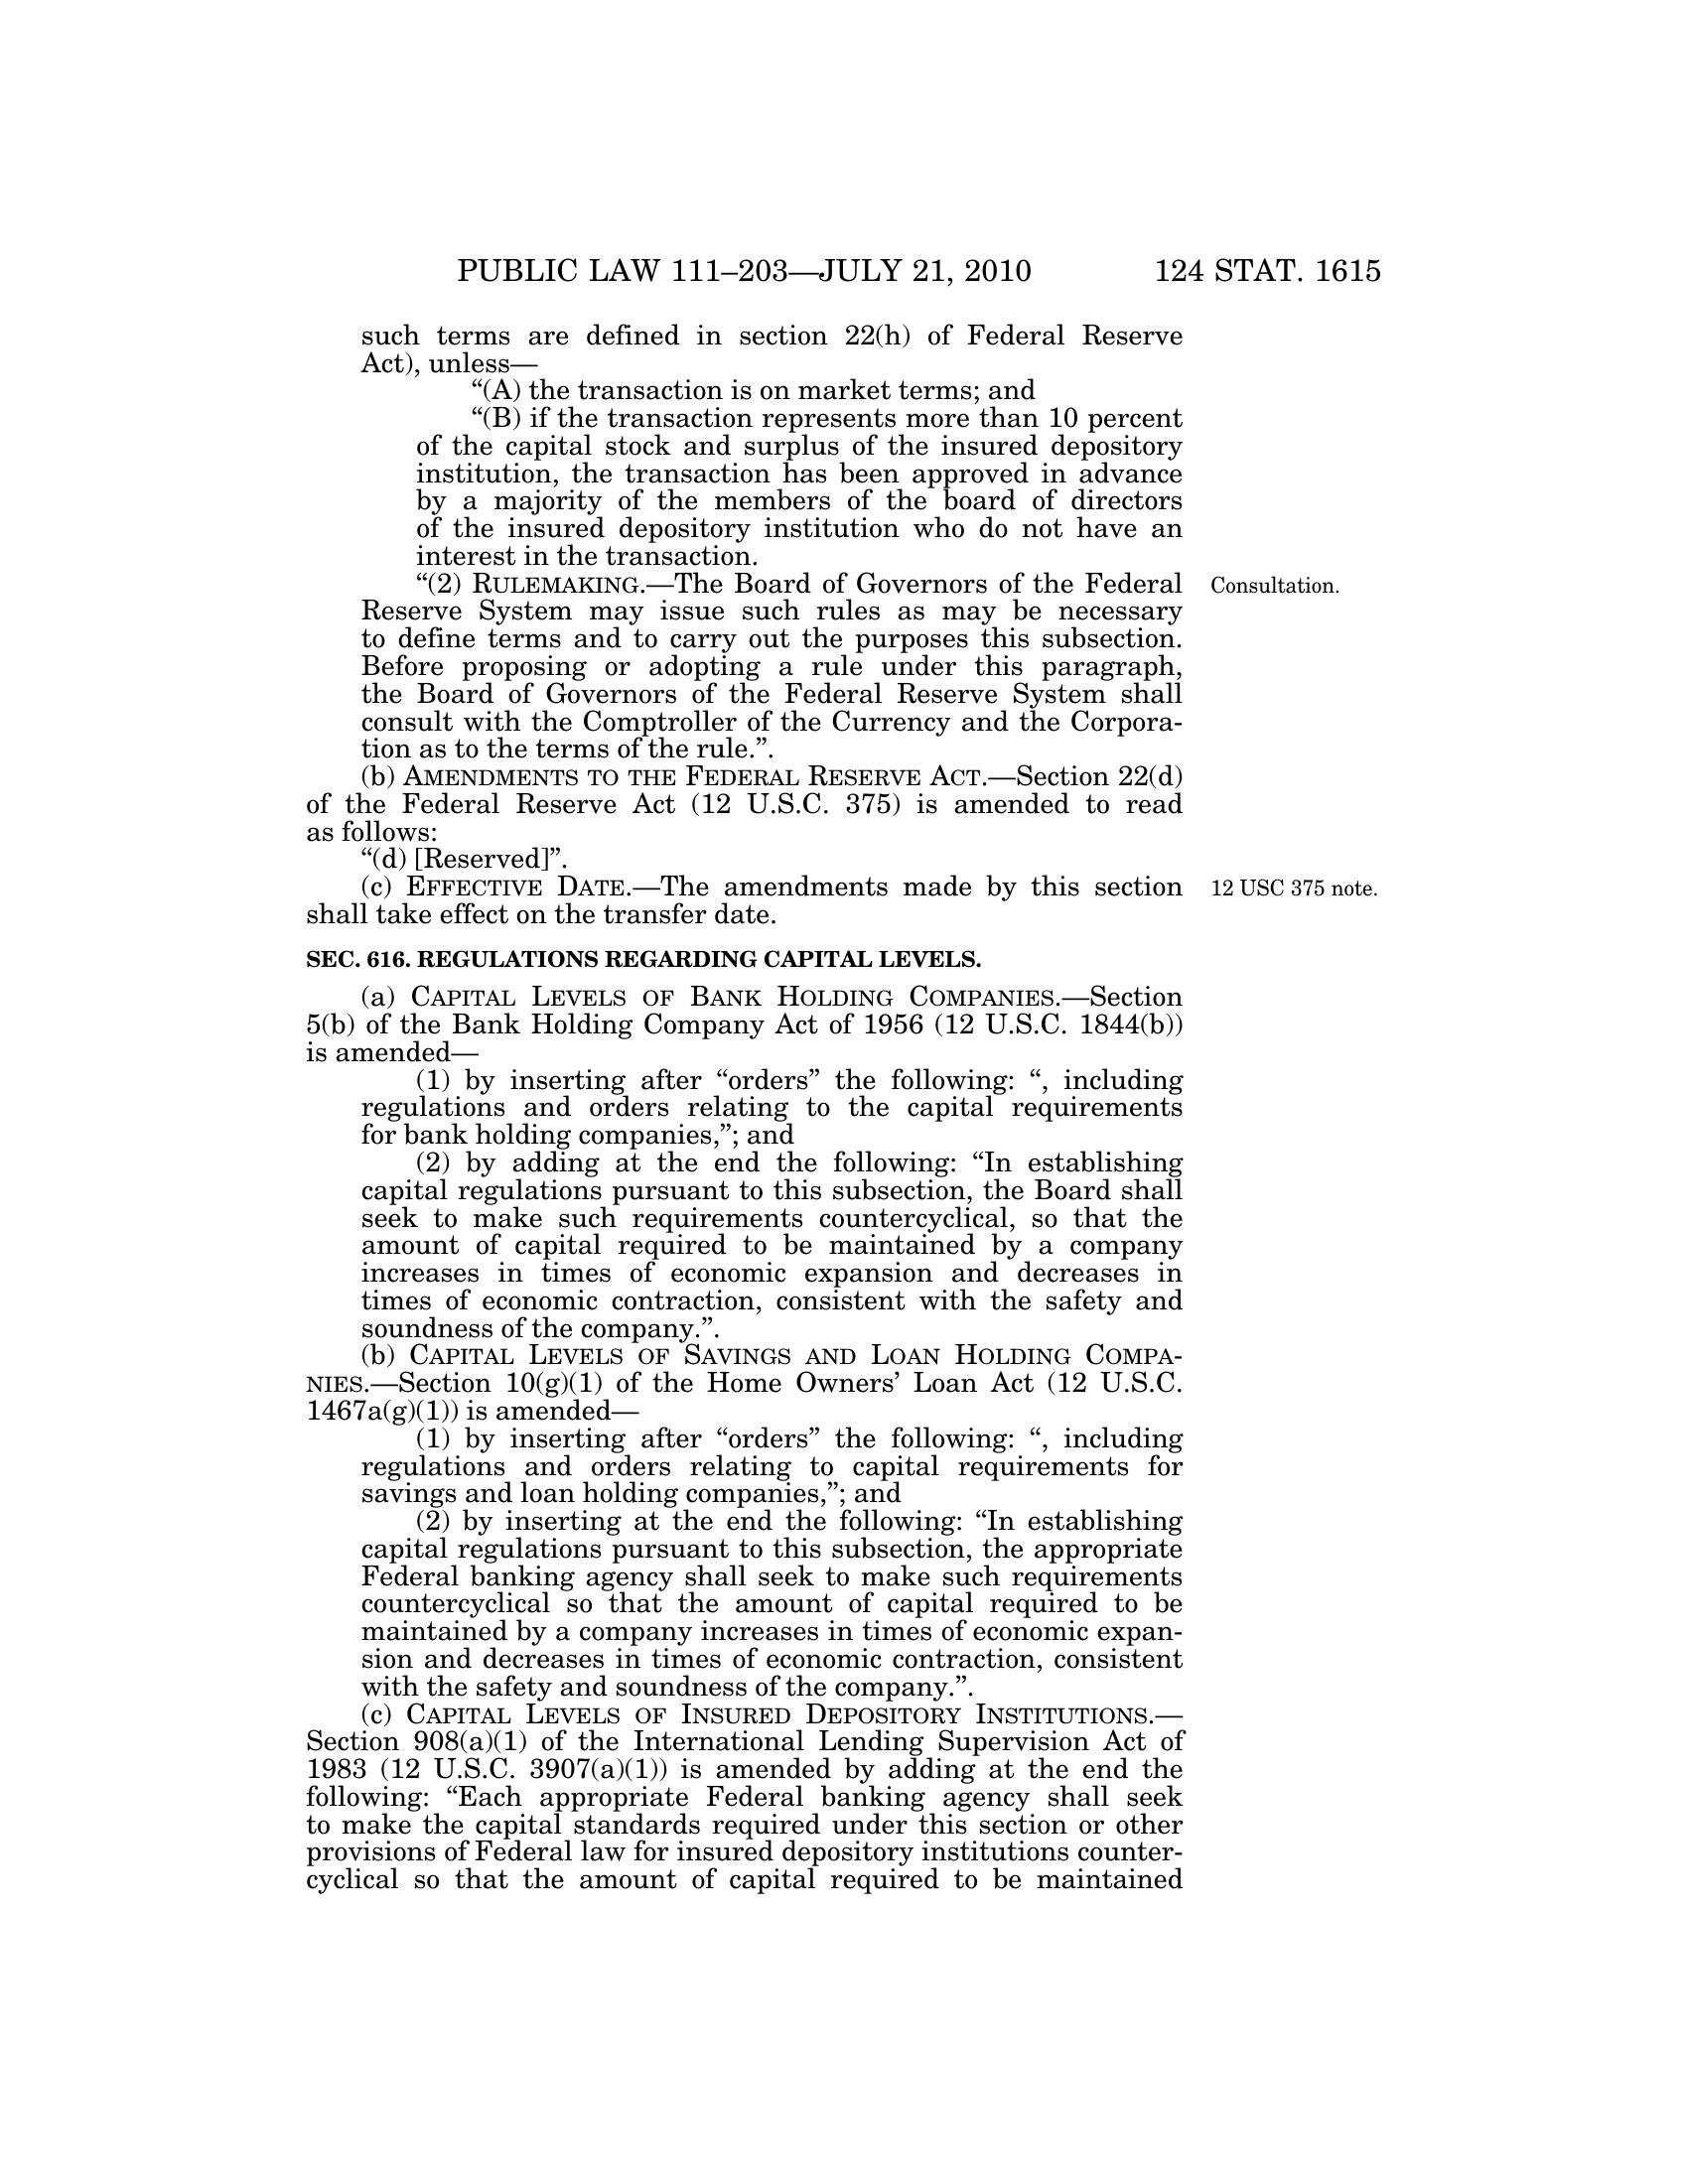 PUBLIC LAW 111–203—JULY 21, 2010 124 STAT. 1615
such terms are defined in section 22(h) of Federal Reserve
Act), unless—
“(A) the transaction is on market terms; and
“(B) if the transaction represents more than 10 percent
of the capital stock and surplus of the insured depository
institution, the transaction has been approved in advance
by a majority of the members of the board of directors
of the insured depository institution who do not have an
interest in the transaction.
“(2) RULEMAKING.—The Board of Governors of the Federal
Consultation.
Reserve System may issue such rules as may be necessary
to define terms and to carry out the purposes this subsection.
Before proposing or adopting a rule under this paragraph,
the Board of Governors of the Federal Reserve System shall
consult with the Comptroller of the Currency and the Corpora-
tion as to the terms of the rule.”.
(b) AMENDMENTS TO THE FEDERAL RESERVE ACT.—Section 22(d)
of the Federal Reserve Act (12 U.S.C. 375) is amended to read
as follows:
“(d) [Reserved]”.
(c) EFFECTIVE DATE.—The amendments made by this section
12 USC 375 note.
shall take effect on the transfer date.
SEC. 616. REGULATIONS REGARDING CAPITAL LEVELS.
(a) CAPITAL LEVELS OF BANK HOLDING COMPANIES.—Section
5(b) of the Bank Holding Company Act of 1956 (12 U.S.C. 1844(b))
is amended—
(1) by inserting after “orders” the following: “, including
regulations and orders relating to the capital requirements
for bank holding companies,”; and
(2) by adding at the end the following: “In establishing
capital regulations pursuant to this subsection, the Board shall
seek to make such requirements countercyclical, so that the
amount of capital required to be maintained by a company
increases in times of economic expansion and decreases in
times of economic contraction, consistent with the safety and
soundness of the company.”.
(b) CAPITAL LEVELS OF SAVINGS AND LOAN HOLDING COMPA-
NIES.—Section 10(g)(1) of the Home Owners’ Loan Act (12 U.S.C.
1467a(g)(1)) is amended—
(1) by inserting after “orders” the following: “, including
regulations and orders relating to capital requirements for
savings and loan holding companies,”; and
(2) by inserting at the end the following: “In establishing
capital regulations pursuant to this subsection, the appropriate
Federal banking agency shall seek to make such requirements
countercyclical so that the amount of capital required to be
maintained by a company increases in times of economic expan-
sion and decreases in times of economic contraction, consistent
with the safety and soundness of the company.”.
(c) CAPITAL LEVELS OF INSURED DEPOSITORY INSTITUTIONS.—
Section 908(a)(1) of the International Lending Supervision Act of
1983 (12 U.S.C. 3907(a)(1)) is amended by adding at the end the
following: “Each appropriate Federal banking agency shall seek
to make the capital standards required under this section or other
provisions of Federal law for insured depository institutions counter-
cyclical so that the amount of capital required to be maintained